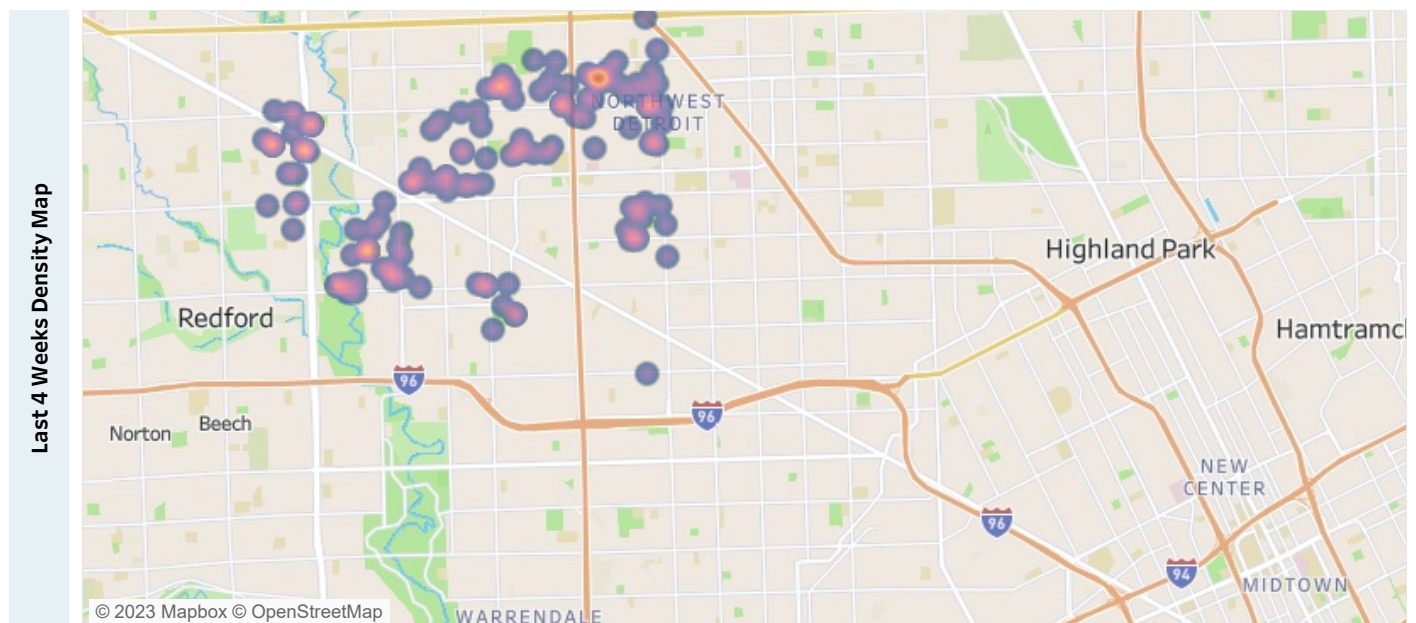 Last 4 Weeks Density Map
NORTHWEST
DETROIT
Highland Park
Redford
Hamtramc
96
96
Norton
Beech
NEW
CENTER
96
94
MIDTOWN
© 2023 Mapbox © OpenStreetMap
WARRENDALE